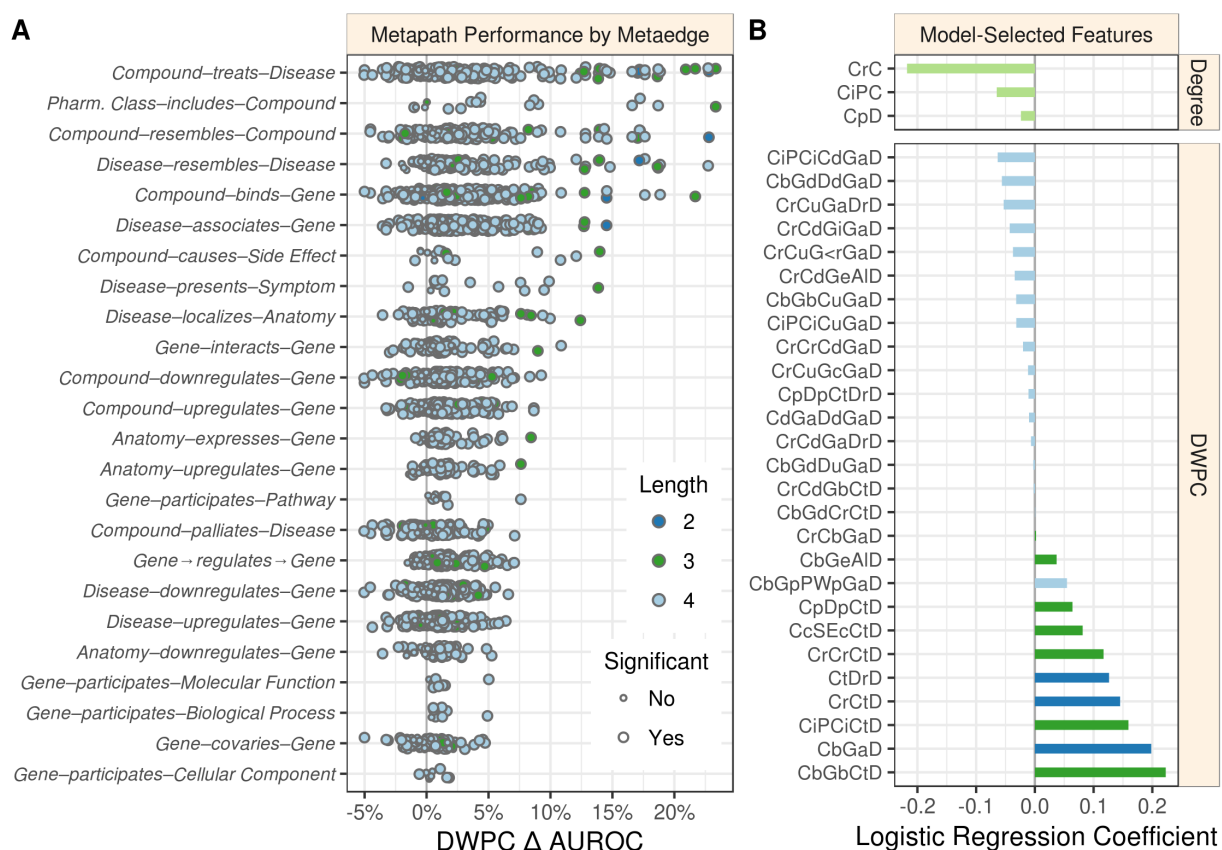 A
Metapath Performance by Metaedge
Compound–treats–Disease
Pharm. Class–includes–Compound
Compound–resembles–Compound
Disease–resembles–Disease
Compound–binds–Gene
Disease–associates–Gene
Compound–causes–Side Effect
Disease–presents–Symptom
Disease–localizes–Anatomy
Gene–interacts–Gene
Compound–downregulates–Gene
Compound–upregulates–Gene
Anatomy–expresses–Gene
Anatomy–upregulates–Gene
Gene–participates–Pathway
Compound–palliates–Disease
Gene→regulates→Gene
Disease–downregulates–Gene
Disease–upregulates–Gene
Anatomy–downregulates–Gene
Gene–participates–Molecular Function
Gene–participates–Biological Process
Gene–covaries–Gene
Gene–participates–Cellular Component
Length
2
3
4
Significant
No
Yes
-5% 0% 5% 10% 15% 20%
DWPC Δ AUROC
B
Model-Selected Features
CrC
CiPC
CpD
Degree
CiPCiCdGaD
CbGdDdGaD
CrCuGaDrD
CrCdGiGaD
CrCuG<rGaD
CrCdGeAlD
CbGbCuGaD
CiPCiCuGaD
CrCrCdGaD
CrCuGcGaD
CpDpCtDrD
CdGaDdGaD
CrCdGaDrD
CbGdDuGaD
CrCdGbCtD
CbGdCrCtD
CrCbGaD
CbGeAlD
CbGpPWpGaD
CpDpCtD
CcSEcCtD
CrCrCtD
CtDrD
CrCtD
CiPCiCtD
CbGaD
CbGbCtD
DWPC
-0.2 -0.1 0.0 0.1 0.2
Logistic Regression Coefficient